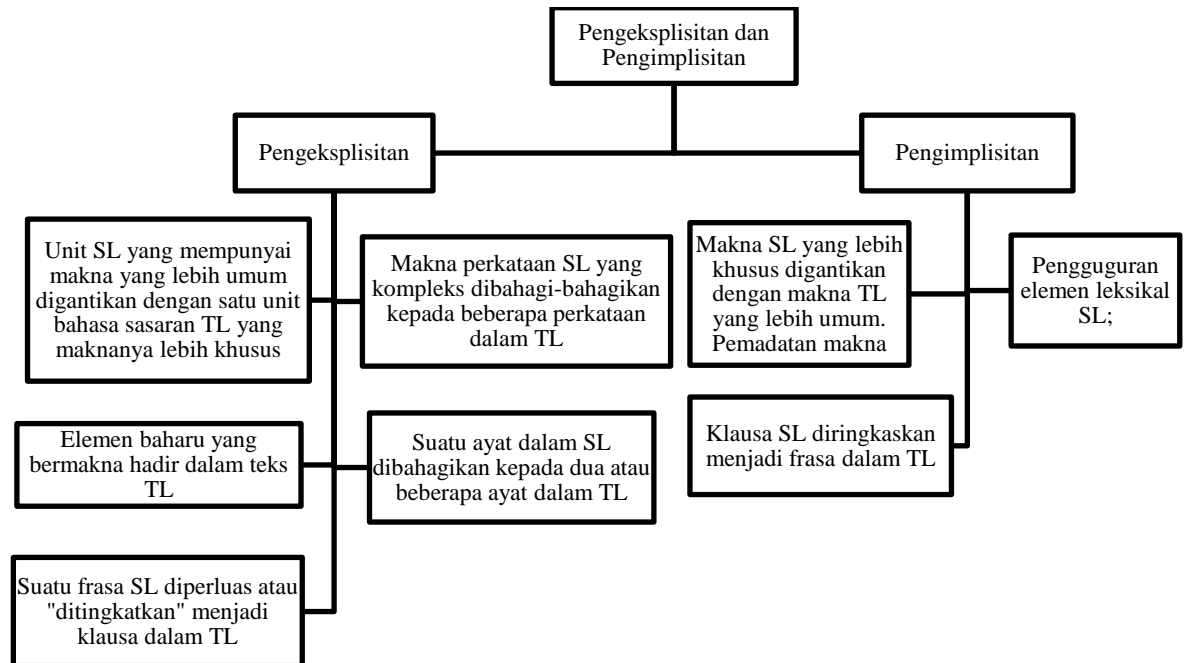 Pengeksplisitan dan
Pengimplisitan
Pengeksplisitan
Pengimplisitan
Unit SL yang mempunyai
makna yang lebih umum
digantikan dengan satu unit
bahasa sasaran TL yang
maknanya lebih khusus
Makna perkataan SL yang
kompleks dibahagi-bahagikan
kepada beberapa perkataan
dalam TL
Makna SL yang lebih
khusus digantikan
dengan makna TL
yang lebih umum.
Pemadatan makna
Pengguguran
elemen leksikal
SL;
Elemen baharu yang
bermakna hadir dalam teks
TL
Suatu ayat dalam SL
dibahagikan kepada dua atau
beberapa ayat dalam TL
Klausa SL diringkaskan
menjadi frasa dalam TL
Suatu frasa SL diperluas atau
"ditingkatkan" menjadi
klausa dalam TL